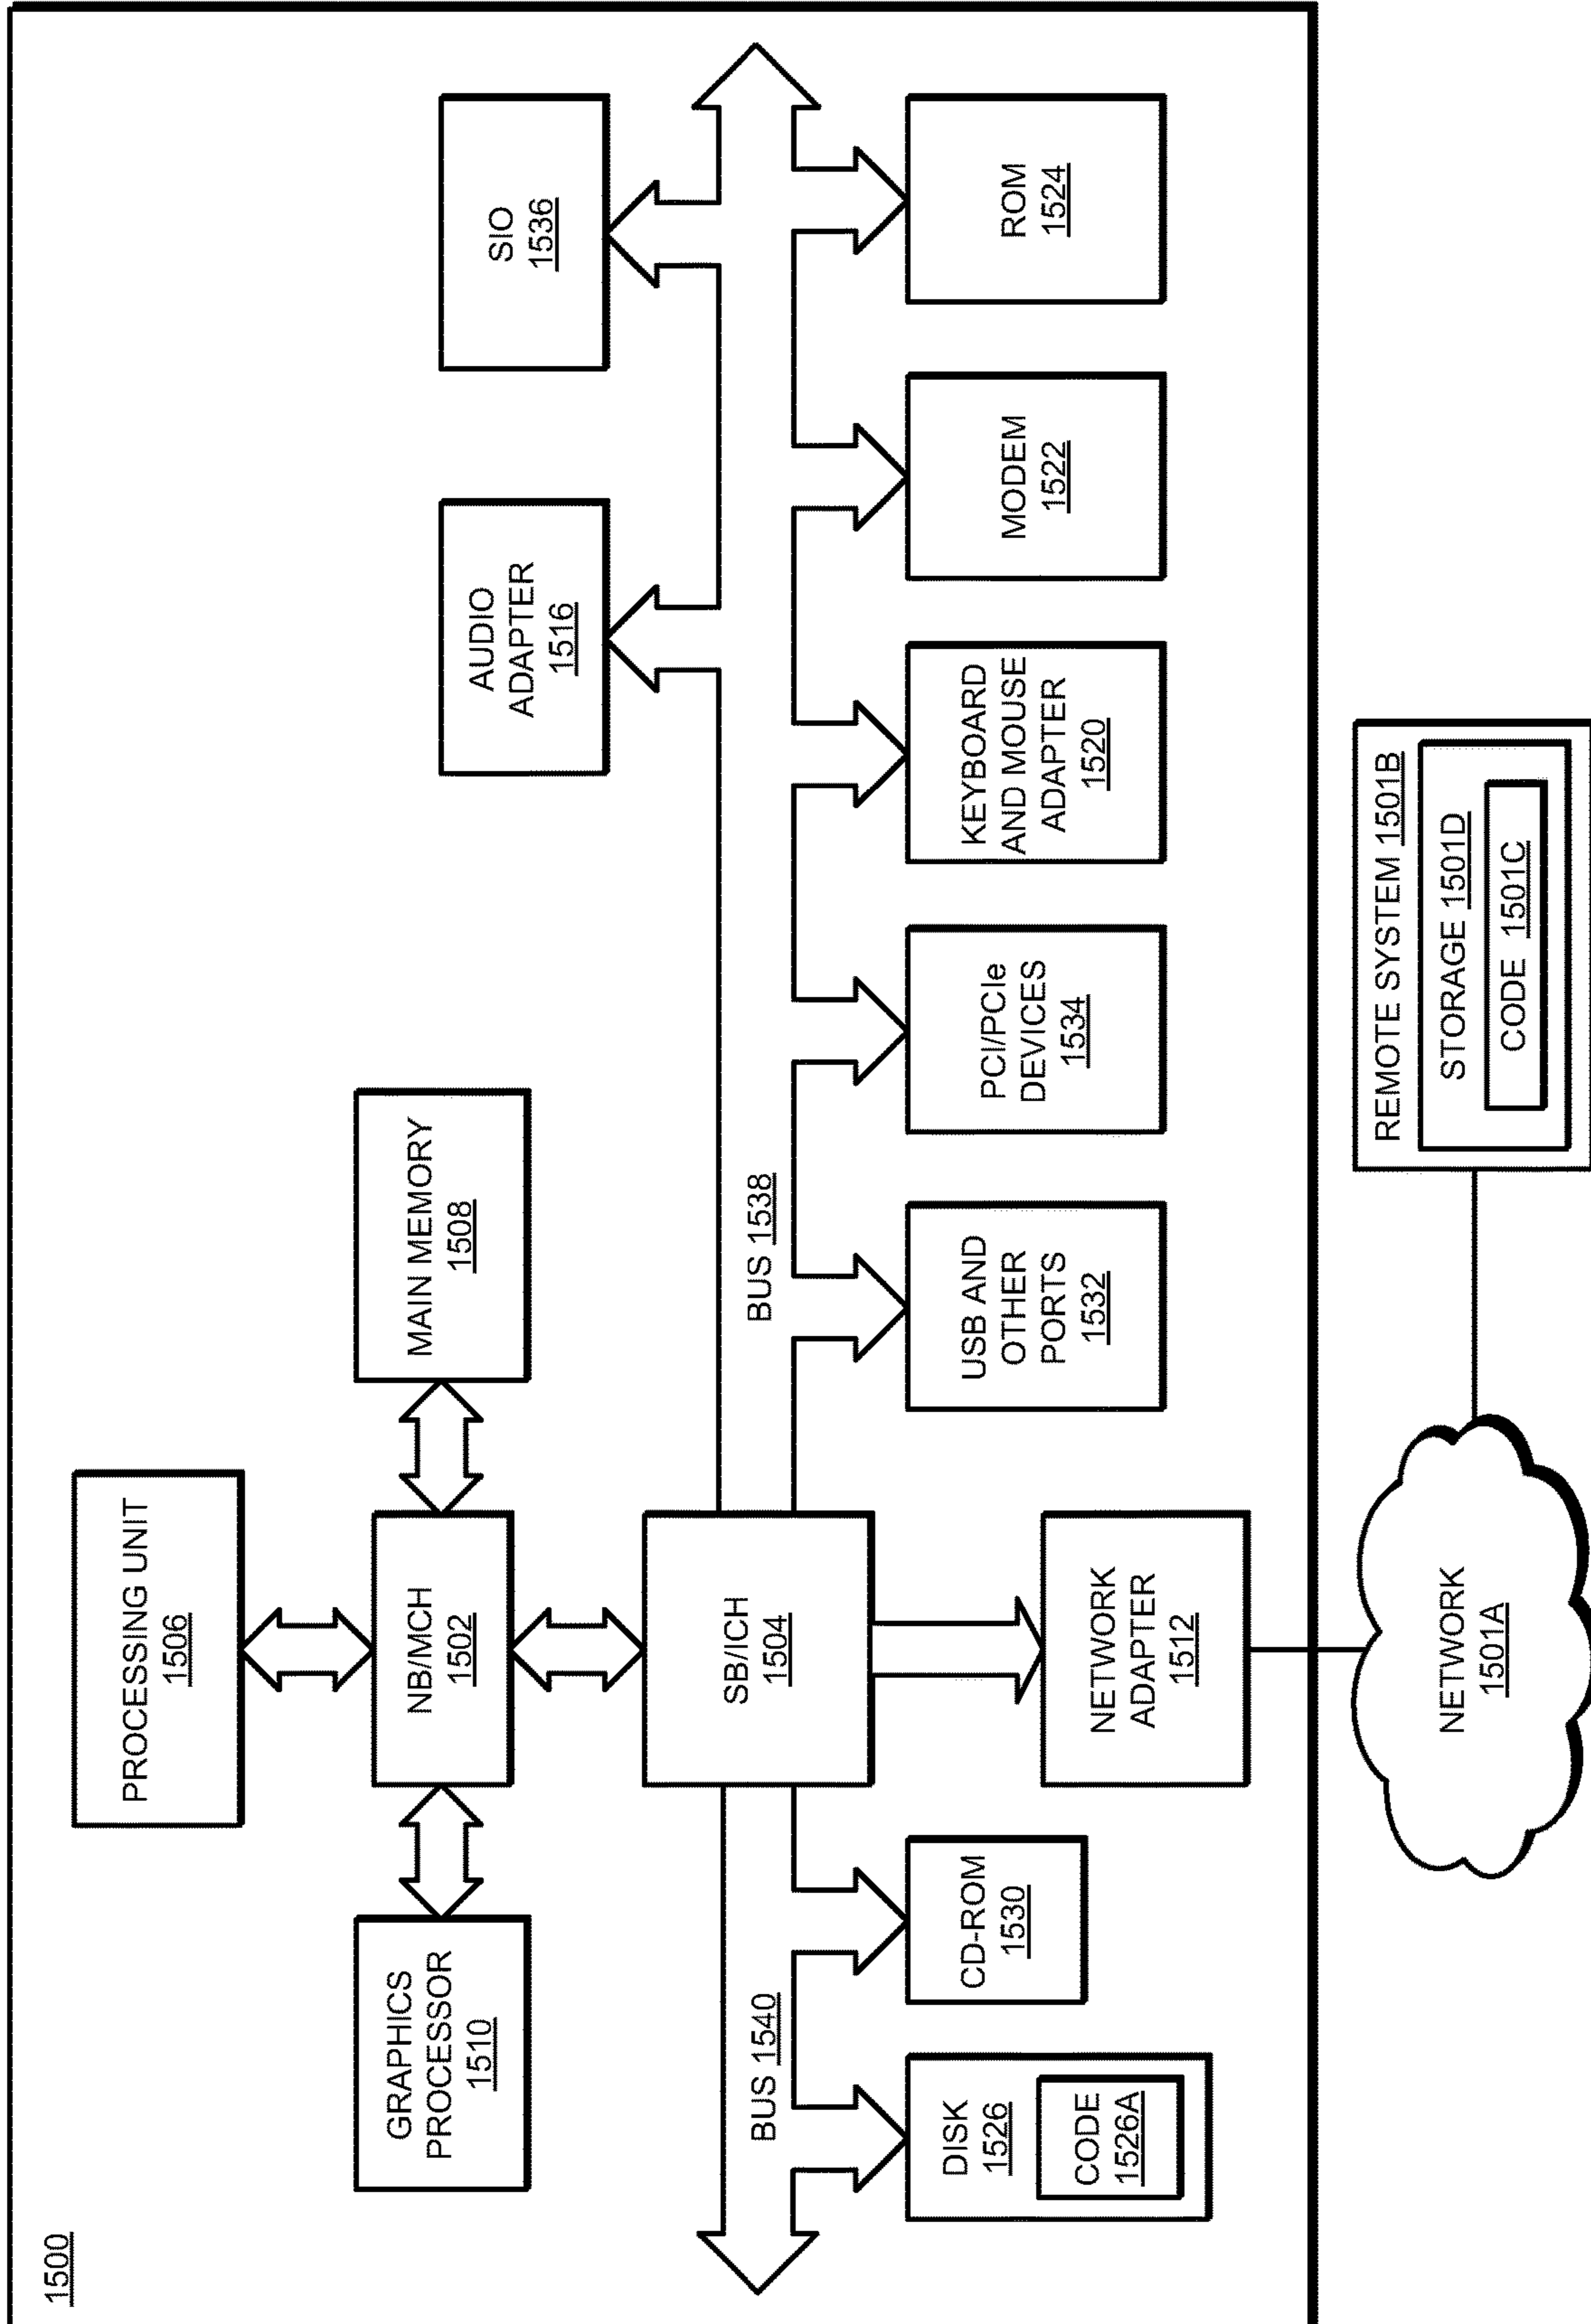 1500
PROCESSING UNIT
1506
GRAPHICS
PROCESSOR
1510
NB/MCH
1502
MAIN MEMORY
1508
AUDIO
ADAPTER
1516
SIO
1536
SB/ICH
1504
BUS 1540
BUS 1538
DISK
1526
CODE
1526A
CD-ROM
1530
NETWORK
ADAPTER
1512
USB AND
OTHER
PORTS
1532
PCI/PCIe
DEVICES
1534
KEYBOARD
AND MOUSE
ADAPTER
1520
MODEM
1522
ROM
1524
NETWORK
1501A
REMOTE SYSTEM 1501B
STORAGE 1501D
CODE 1501C